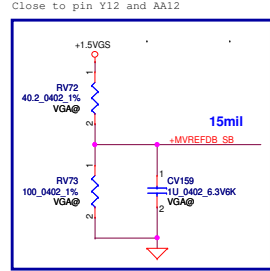 Close to pin Y12 and AA12
+1.5VGS
1
RV72
40.2_0402_1%
VGA@
2
15mil
+MVREFDB_SB
1
RV73
100_0402_1%
VGA@
2
1
CV159
1U_0402_6.3V6K
VGA@
2